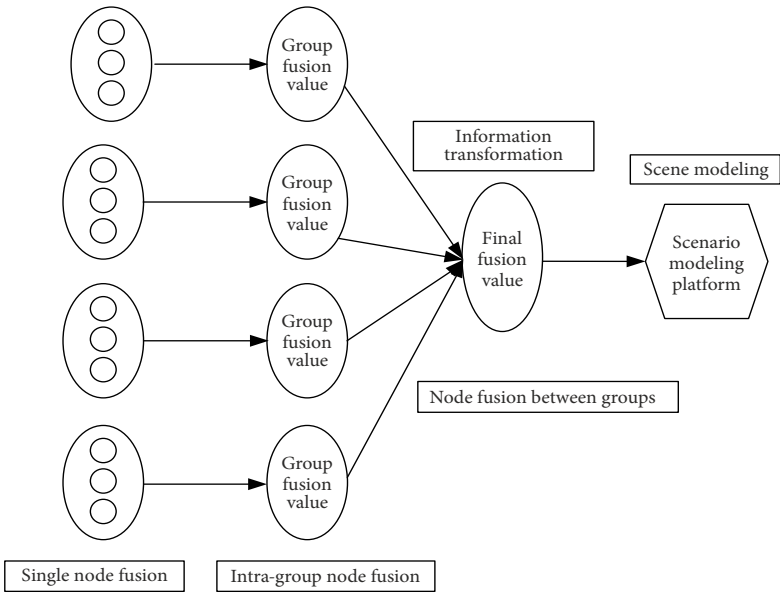 Group
fusion
value
Group
fusion
value
Group
fusion
value
Group
fusion
value
Information
transformation
Final
fusion
value
Scene modeling
Scenario
modeling
platform
Node fusion between groups
Single node fusion
Intra-group node fusion